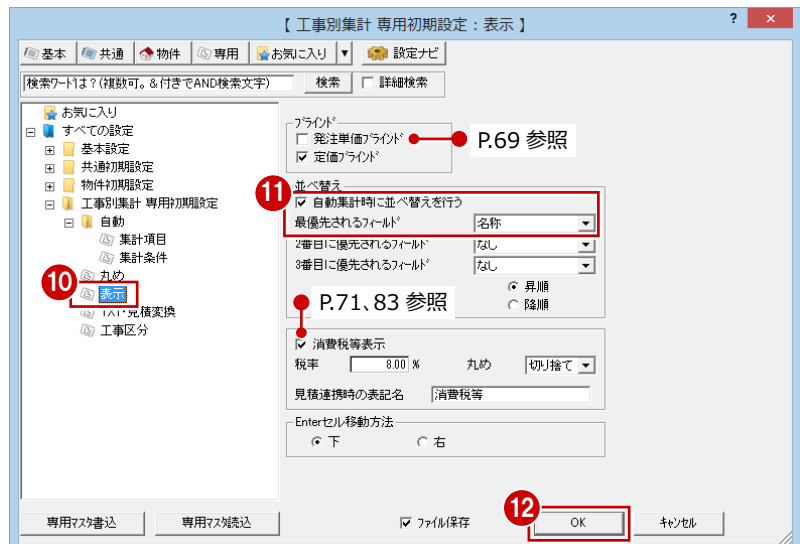 【 工事別集計 専用初期設定：表示 】
? ×
基本 共通 物件 専用 お気に入り ▼ 設定ナビ
検索ワードは？(複数可。&付きでAND検索文字) 検索 詳細検索
お気に入り
すべての設定
基本設定
共通初期設定
物件初期設定
工事別集計 専用初期設定
自動
集計項目
集計条件
丸め
10
表示
TXT・見積変換
工事区分
ブラインド
発注単価ブラインド P.69 参照
定価ブラインド
11
並べ替え
自動集計時に並べ替えを行う
最優先されるフィールド 名称
2番目に優先されるフィールド なし
3番目に優先されるフィールド なし
昇順
降順
P.71、83 参照
消費税等表示
税率 8.00 % 丸め 切り捨て
見積連携時の表記名 消費税等
Enterセル移動方法
下 右
12
専用マスタ書込 専用マスタ読込 ファイル保存 OK キャンセル